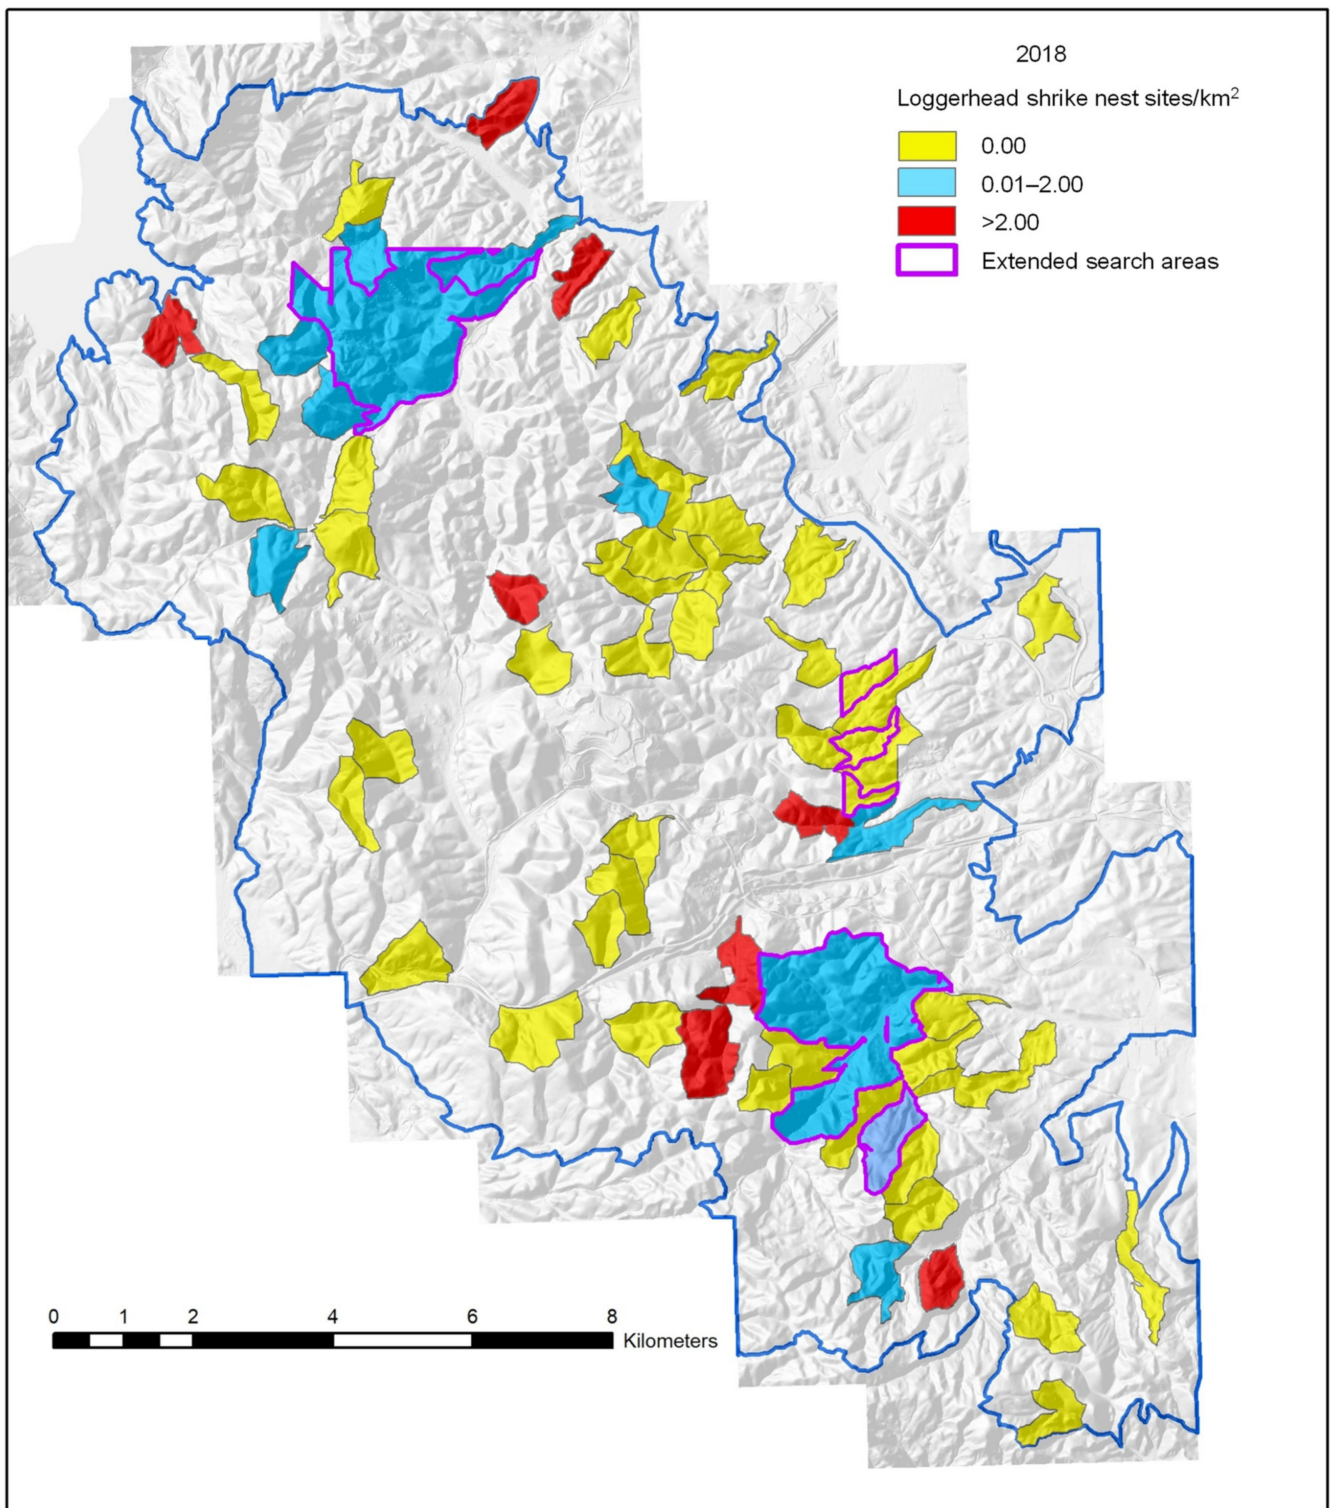 2018
Loggerhead shrike nest sites/km²
0.00
0.01–2.00
>2.00
Extended search areas
0 1 2 4 6 8
Kilometers